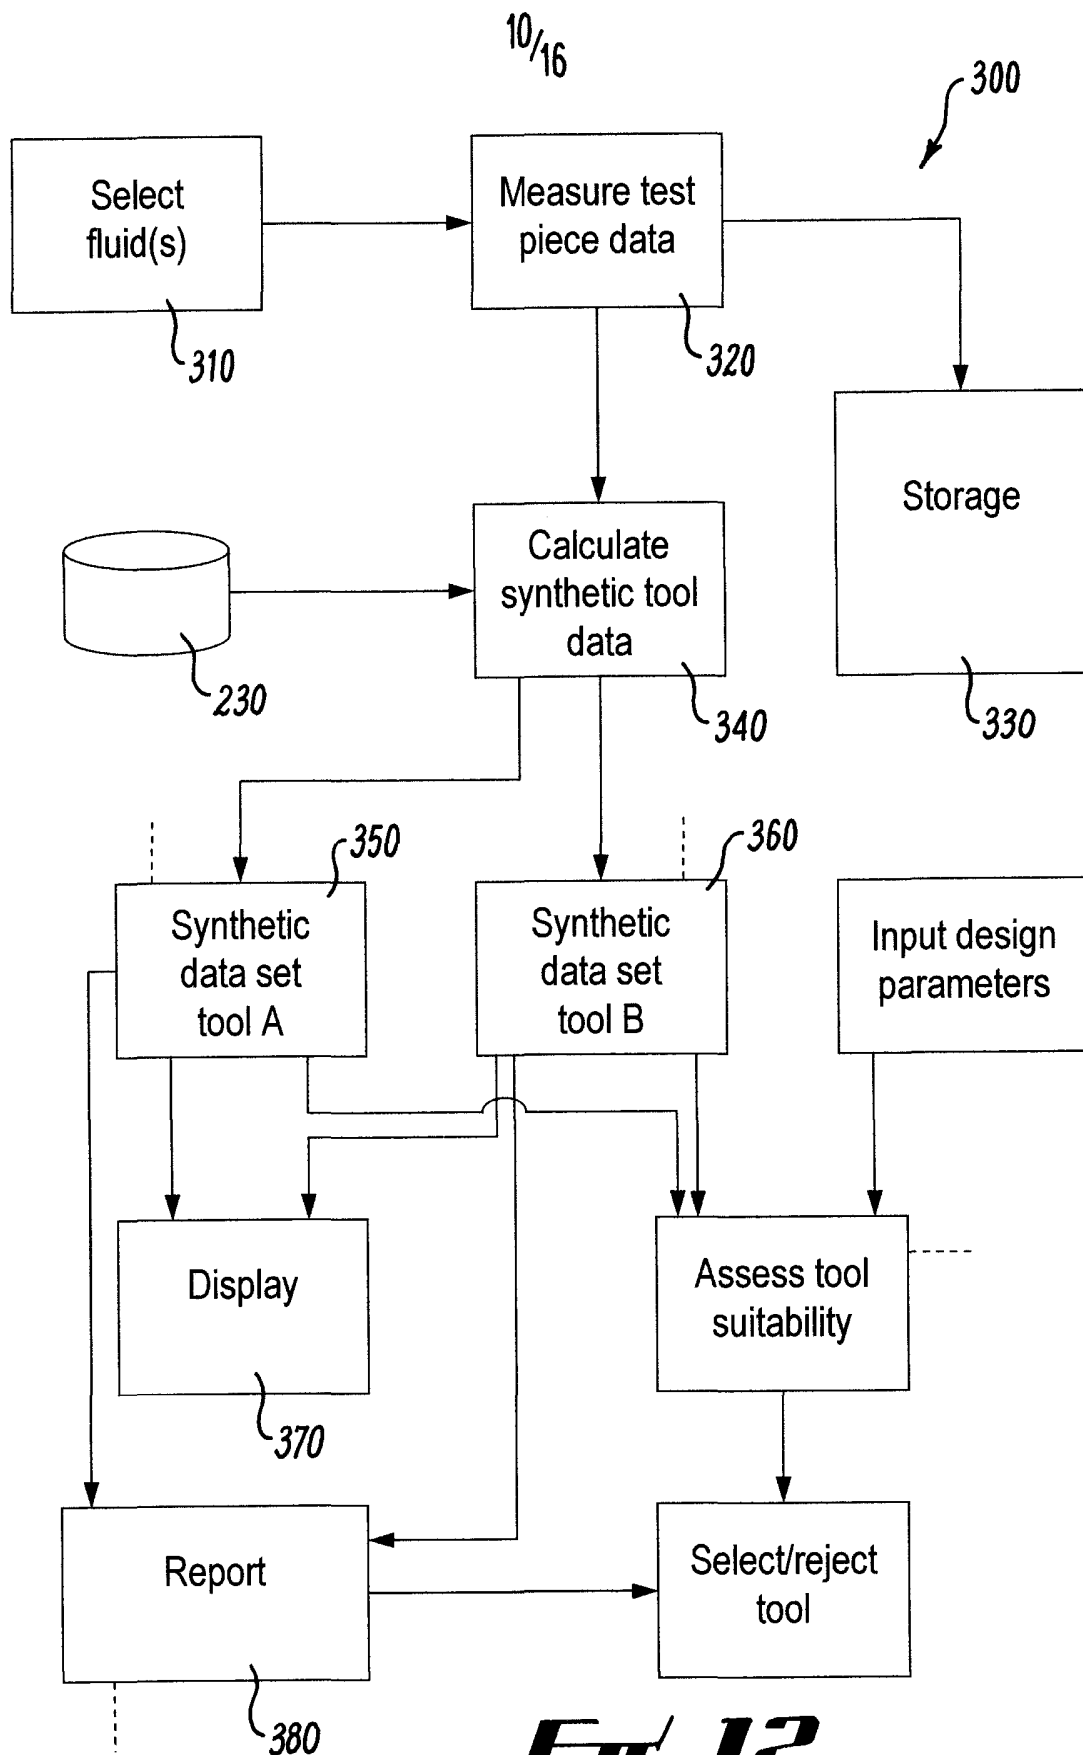 10/16
300
Select
fluid(s)
310
Measure test
piece data
320
Storage
330
230
Calculate
synthetic tool
data
340
350
Synthetic
data set
tool A
360
Synthetic
data set
tool B
Input design
parameters
Display
370
Assess tool
suitability
Report
380
Select/reject
tool